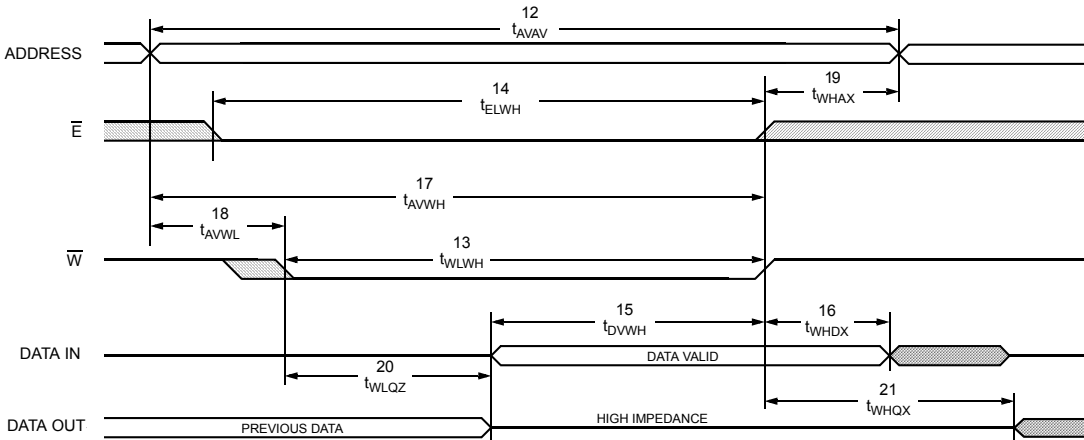 12
tAVAV
ADDRESS
19
tWHAX
14
tELWH
E
17
tAVWH
18
tAVWL
13
tWLWH
W
15
tDVWH
16
tWHDX
DATA IN
DATA VALID
20
tWLQZ
21
tWHQX
DATA OUT
PREVIOUS DATA
HIGH IMPEDANCE